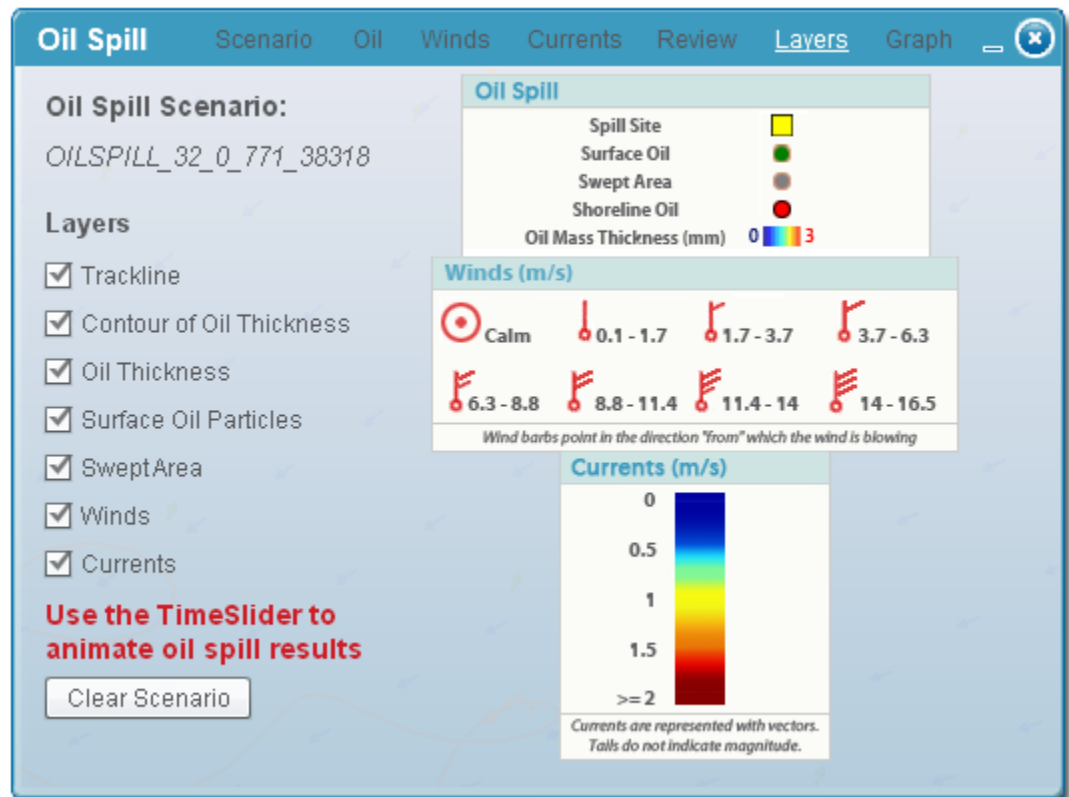 Oil Spill Scenario Oil Winds Currents Review Layers Graph
Oil Spill Scenario:
OILSPILL_32_0_771_38318
Layers
Trackline
Contour of Oil Thickness
Oil Thickness
Surface Oil Particles
Swept Area
Winds
Currents
Use the TimeSlider to
animate oil spill results
Clear Scenario
Oil Spill
Spill Site
Surface Oil
Swept Area
Shoreline Oil
Oil Mass Thickness (mm) 0 3
Winds (m/s)
Calm 0.1 - 1.7 1.7 - 3.7 3.7 - 6.3
6.3 - 8.8 8.8 - 11.4 11.4 - 14 14 - 16.5
Wind barbs point in the direction "from" which the wind is blowing
Currents (m/s)
0
0.5
1
1.5
>= 2
Currents are represented with vectors.
Tails do not indicate magnitude.